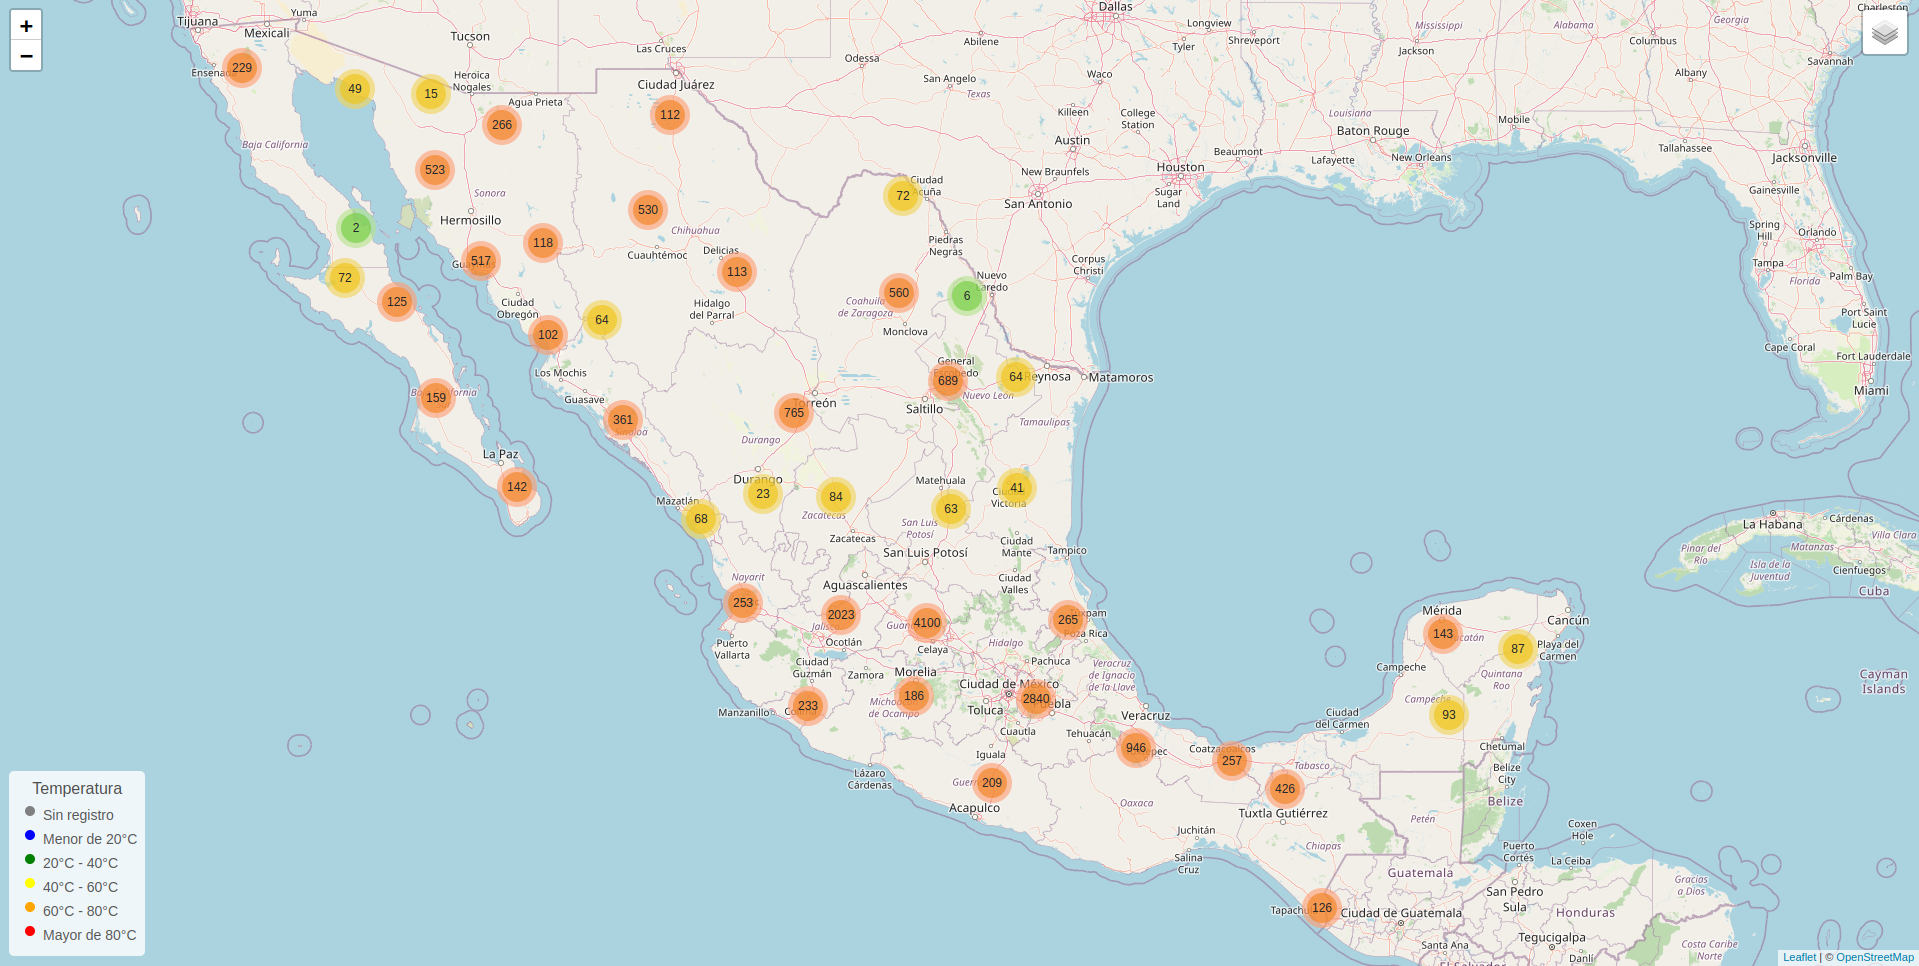 +
−
Tijuana
Yuma
Mexicali
Tucson
Las Cruces
Dallas
Abilene
Odessa
Longview
Tyler
Shreveport
Mississippi
Jackson
Alabama
Georgia
Columbus
Charleston
Savannah
Albany
229
49
15
Heroica
Nogales
Agua Prieta
266
Ciudad Juárez
112
San Angelo
Texas
Waco
Killeen
College
Station
Austin
Louisiana
Baton Rouge
Mobile
Tallahassee
Jacksonville
Baja California
523
Sonora
Hermosillo
2
118
517
530
Chihuahua
Cuauhtémoc
Delicias
113
72
Ciudad
Acuña
New Braunfels
San Antonio
Beaumont
Houston
Sugar
Land
Lafayette
New Orleans
Gainesville
Spring
Hill
Orlando
Tampa
Palm Bay
Florida
Port Saint
Lucie
Cape Coral
Fort Lauderdale
Miami
Piedras
Negras
Corpus
Christi
72
125
Ciudad
Obregón
102
64
Hidalgo
del Parral
560
Coahuila
de Zaragoza
6
Nuevo
Laredo
Monclova
Los Mochis
Guasave
159
361
765
Torreón
General
689
64
Reynosa
Matamoros
Nuevo León
Saltillo
Tamaulipas
Durango
La Paz
142
Mazatlán
68
Durango
23
84
Zacatecas
Zacatecas
Matehuala
63
41
Ciudad
Victoria
San Luis
Potosí
San Luis Potosí
Ciudad
Mante
Tampico
Ciudad
Valles
Nayarit
Aguascalientes
253
2023
Jalisco
4100
265
Poza Rica
Puerto
Vallarta
Ocotlán
Celaya
Hidalgo
Pachuca
Ciudad
Guzmán
Zamora
Morelia
186
Michoacán
de Ocampo
Ciudad de México
2840
Toluca
Veracruz
de Ignacio
de la Llave
Manzanillo
233
Cuautla
Tehuacán
Veracruz
946
Iguala
209
Acapulco
Lázaro
Cárdenas
Oaxaca
Coatzacoalcos
257
Ciudad
del Carmen
Tabasco
426
Tuxtla Gutiérrez
Juchitán
Salina
Cruz
Chiapas
126
Mérida
143
Cancún
87
Playa del
Carmen
Quintana
Roo
Campeche
Campeche
93
Chetumal
Belize
City
Belize
Petén
Coxen
Hole
Puerto
Cortés
La Ceiba
Guatemala
Ciudad de Guatemala
San Pedro
Sula
Honduras
Gracias
a Dios
Tegucigalpa
Santa Ana
El Salvador
Danlí
Costa Caribe
Norte
La Habana
Cárdenas
Pinar del
Río
Matanzas
Villa Clara
Isla de la
Juventud
Cienfuegos
Cuba
Cayman
Islands
Temperatura
Sin registro
Menor de 20°C
20°C - 40°C
40°C - 60°C
60°C - 80°C
Mayor de 80°C
Leaflet | © OpenStreetMap